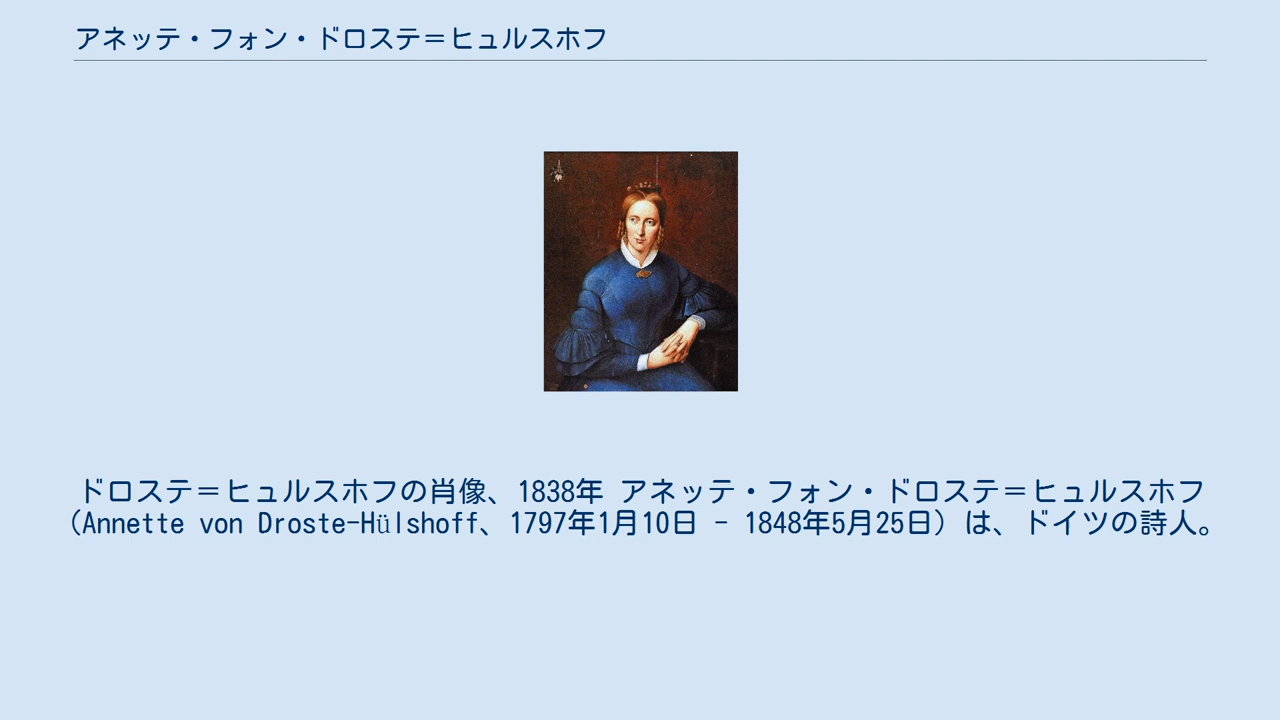 アネッテ・フォン・ドロステ＝ヒュルスホフ
ドロステ＝ヒュルスホフの肖像、1838年 アネッテ・フォン・ドロステ＝ヒュルスホフ
(Annette von Droste-Hülshoff、1797年1月10日 - 1848年5月25日) は、ドイツの詩人。